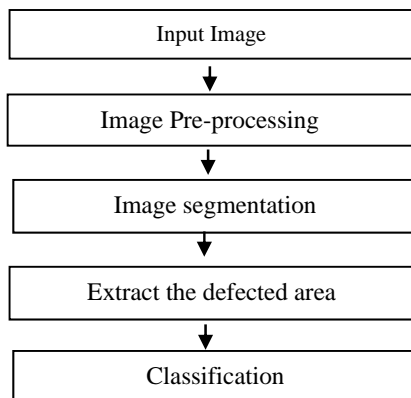 Input Image
Image Pre-processing
Image segmentation
Extract the defected area
Classification